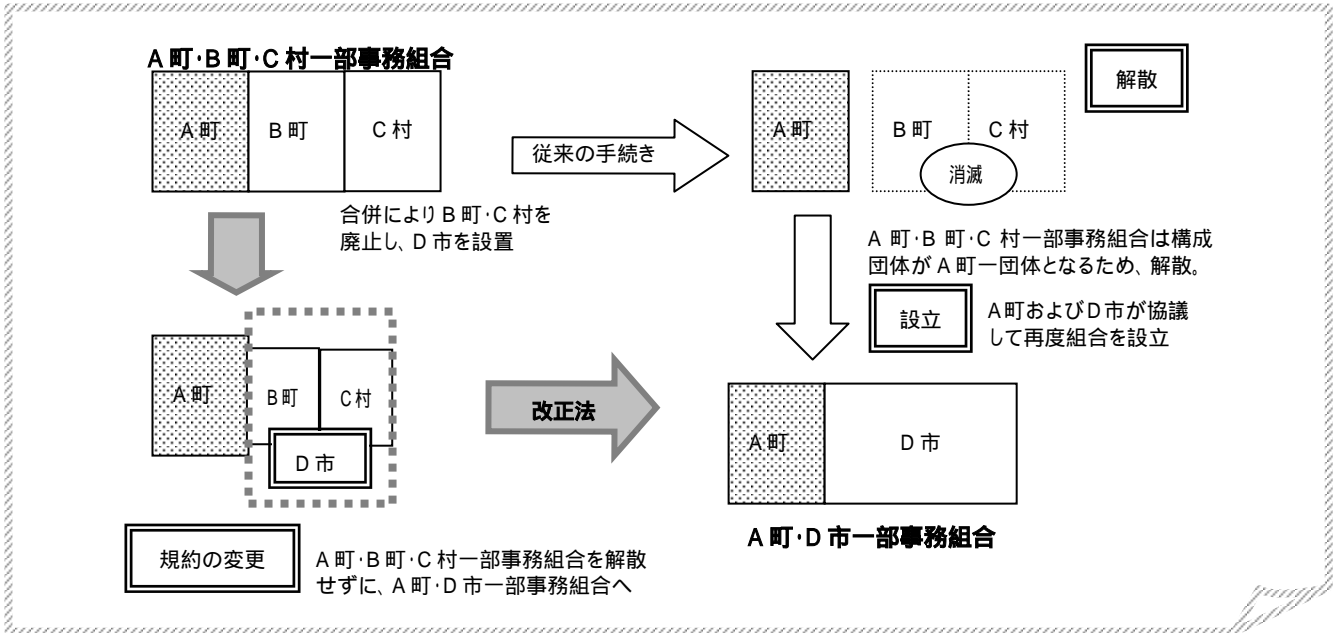 A町・B町・C村一部事務組合
A町
B町
C村
従来の手続き
A町
B町
C村
消滅
解散
合併によりB町・C村を
廃止し、D市を設置
A町・B町・C村一部事務組合は構成
団体がA町一団体となるため、解散。
設立
A町およびD市が協議
して再度組合を設立
A町
B町
C村
D市
改正法
A町
D市
A町・D市一部事務組合
規約の変更
A町・B町・C村一部事務組合を解散
せずに、A町・D市一部事務組合へ